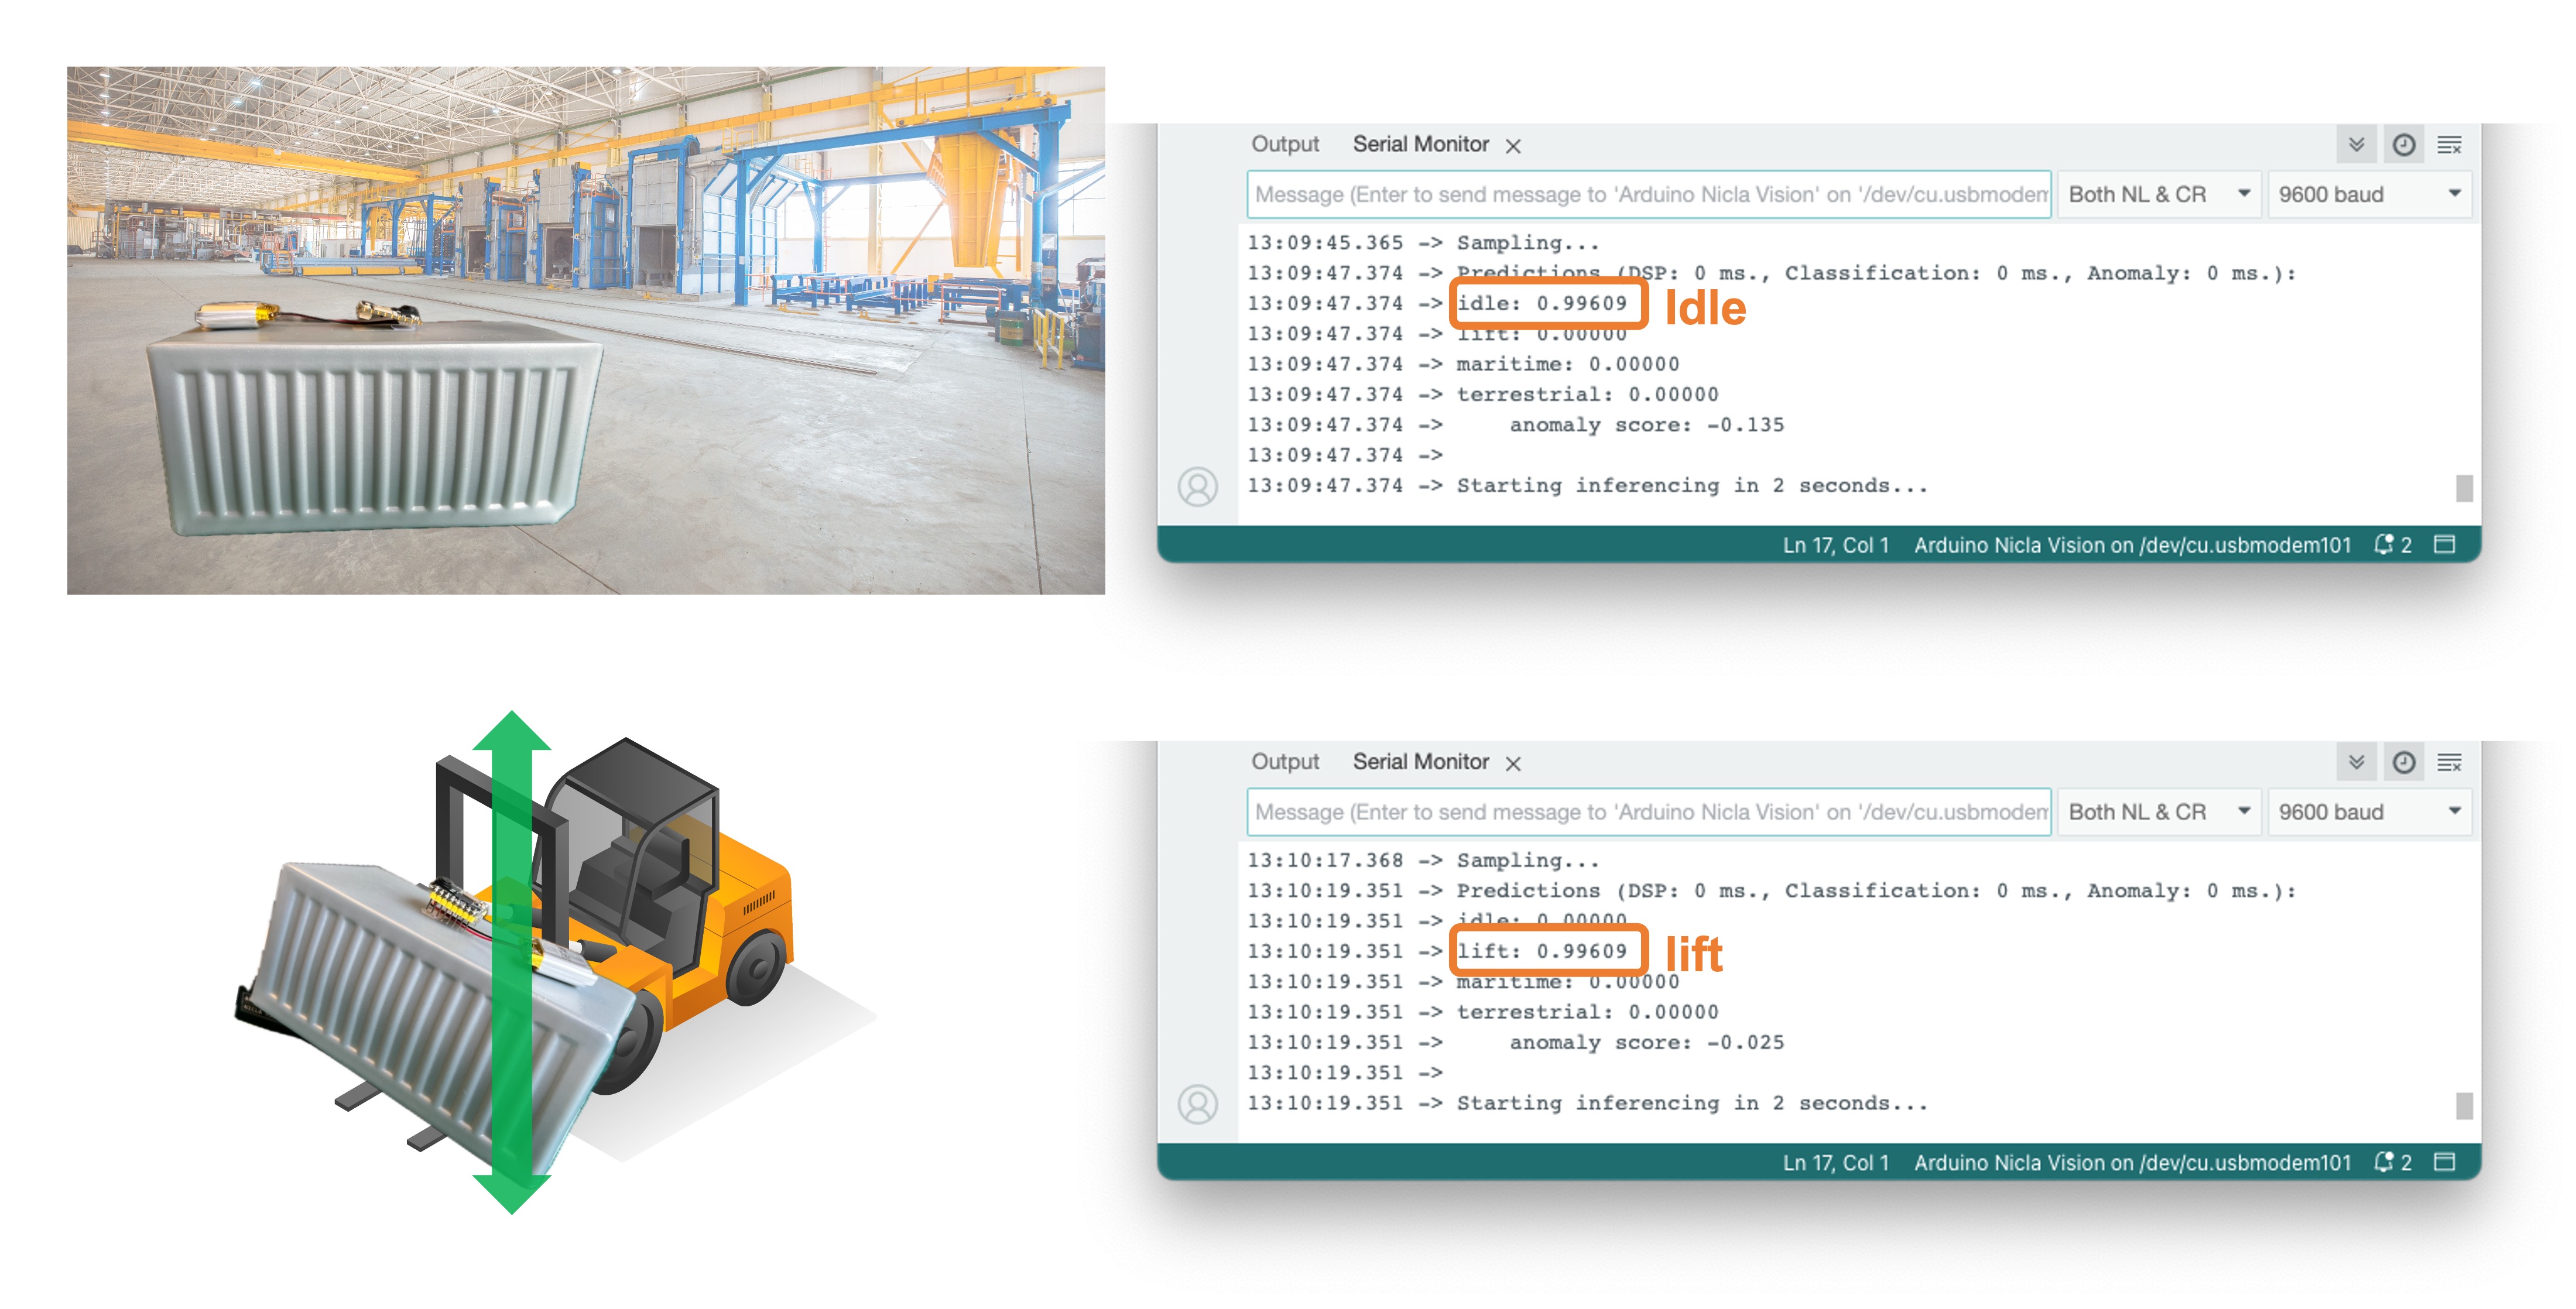 Output Serial Monitor
Message (Enter to send message to 'Arduino Nicla Vision' on '/dev/cu.usbmodem Both NL & CR 9600 baud
13:09:45.365 -> Sampling...
13:09:47.374 -> Predictions (DSP: 0 ms., Classification: 0 ms., Anomaly: 0 ms.):
13:09:47.374 -> idle: 0.99609 Idle
13:09:47.374 -> lift: 0.00000
13:09:47.374 -> maritime: 0.00000
13:09:47.374 -> terrestrial: 0.00000
13:09:47.374 -> anomaly score: -0.135
13:09:47.374 ->
13:09:47.374 -> Starting inferencing in 2 seconds...
Ln 17, Col 1 Arduino Nicla Vision on /dev/cu.usbmodem101 2
Output Serial Monitor
Message (Enter to send message to 'Arduino Nicla Vision' on '/dev/cu.usbmodem Both NL & CR 9600 baud
13:10:17.368 -> Sampling...
13:10:19.351 -> Predictions (DSP: 0 ms., Classification: 0 ms., Anomaly: 0 ms.):
13:10:19.351 -> idle: 0.00000
13:10:19.351 -> lift: 0.99609 lift
13:10:19.351 -> maritime: 0.00000
13:10:19.351 -> terrestrial: 0.00000
13:10:19.351 -> anomaly score: -0.025
13:10:19.351 ->
13:10:19.351 -> Starting inferencing in 2 seconds...
Ln 17, Col 1 Arduino Nicla Vision on /dev/cu.usbmodem101 2